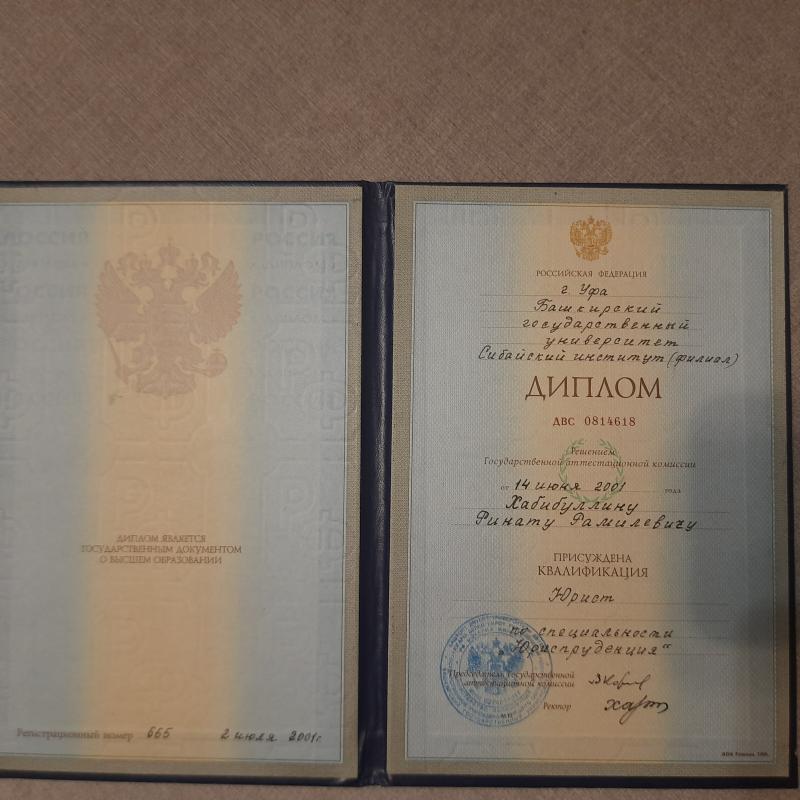 ДИПЛОМ ЯВЛЯЕТСЯ
ГОСУДАРСТВЕННЫМ ДОКУМЕНТОМ
О ВЫСШЕМ ОБРАЗОВАНИИ
Регистрационный номер 665 2 июля 2001г.
РОССИЙСКАЯ ФЕДЕРАЦИЯ
г. Уфа
Башкирский
государственный
университет
Сибайский институт (филиал)
ДИПЛОМ
ДВС 0814618
Решением
Государственной аттестационной комиссии
от 14 июня 2001 года
Хабибуллину
Ринату Рамилевичу
ПРИСУЖДЕНА
КВАЛИФИКАЦИЯ
Юрист
по специальности
„Юриспруденция“
Председатель Государственной
аттестационной комиссии
Ректор